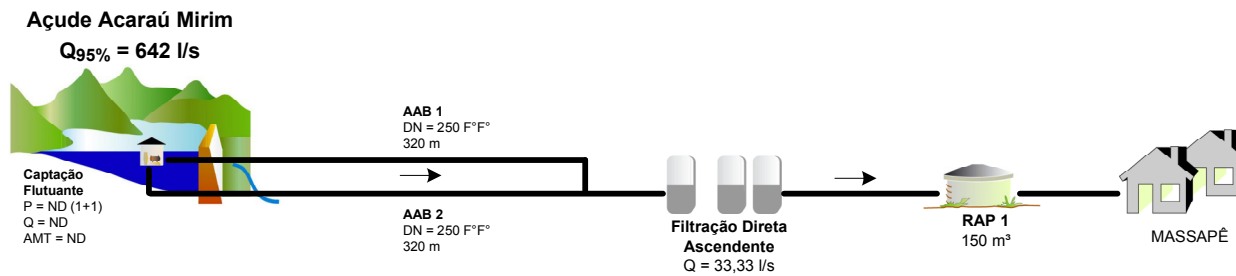 Açude Acaraú Mirim
Q95% = 642 l/s
AAB 1
DN = 250 F°F°
320 m
Captação
Flutuante
P = ND (1+1)
Q = ND
AMT = ND
AAB 2
DN = 250 F°F°
320 m
Filtração Direta
Ascendente
Q = 33,33 l/s
RAP 1
150 m³
MASSAPÊ